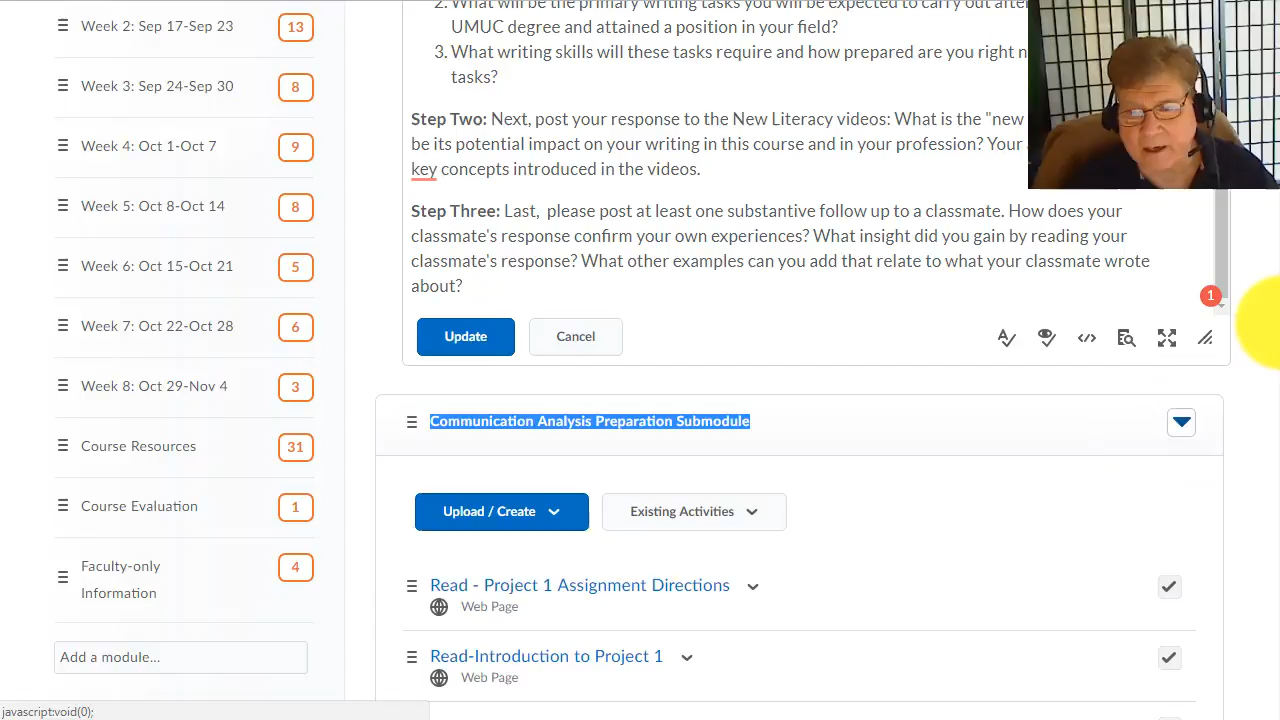 Week 2: Sep 17-Sep 23
13
Week 3: Sep 24-Sep 30
8
Week 4: Oct 1-Oct 7
9
Week 5: Oct 8-Oct 14
8
Week 6: Oct 15-Oct 21
5
Week 7: Oct 22-Oct 28
6
Week 8: Oct 29-Nov 4
3
Course Resources
31
Course Evaluation
1
Faculty-only
Information
4
Add a module...
javascript:void(0);
2. What will be the primary writing tasks you will be expected to carry out after
UMUC degree and attained a position in your field?
3. What writing skills will these tasks require and how prepared are you right
tasks?
Step Two: Next, post your response to the New Literacy videos: What is the "new
be its potential impact on your writing in this course and in your profession? Your
key concepts introduced in the videos.
Step Three: Last, please post at least one substantive follow up to a classmate. How does your
classmate's response confirm your own experiences? What insight did you gain by reading your
classmate's response? What other examples can you add that relate to what your classmate wrote
about?
1
Update
Cancel
Communication Analysis Preparation Submodule
Upload / Create
Existing Activities
Read - Project 1 Assignment Directions
Web Page
Read-Introduction to Project 1
Web Page